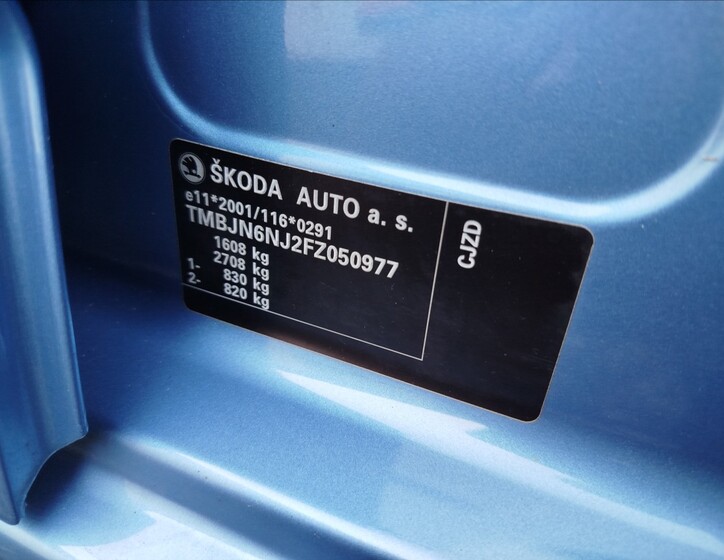 ŠKODA AUTO a. s.
e11*2001/116*0291
TMBJN6NJ2FZ050977
1608 kg
2708 kg
1- 830 kg
2- 820 kg
CJZD